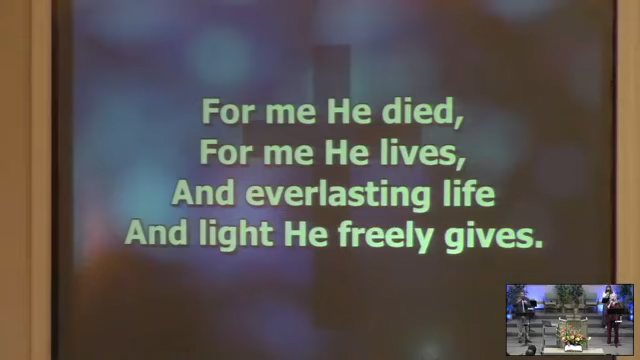 For me He died,
For me He lives,
And everlasting life
And light He freely gives.